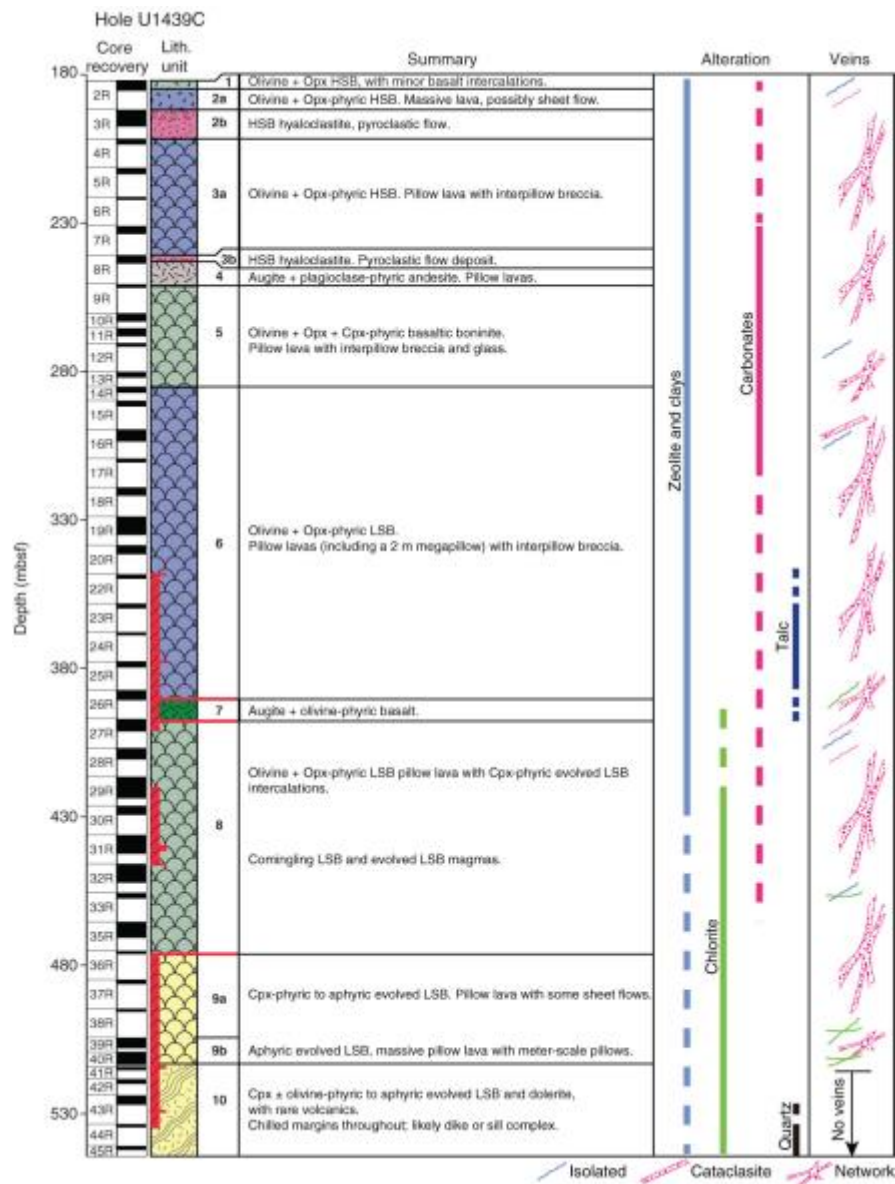 Hole U1439C
Core recovery
Lith. unit
Summary
Alteration
Veins
180
1
Olivine + Opx HSB, with minor basalt intercalations.
2R
2a
Olivine + Opx-phyric HSB. Massive lava, possibly sheet flow.
3R
2b
HSB hyaloclastite, pyroclastic flow.
4R
5R
3a
Olivine + Opx-phyric HSB. Pillow lava with interpillow breccia.
6R
230
7R
3b
HSB hyaloclastite. Pyroclastic flow deposit.
8R
4
Augite + plagioclase-phyric andesite. Pillow lavas.
9R
10R
11R
5
Olivine + Opx + Cpx-phyric basaltic boninite.
Pillow lava with interpillow breccia and glass.
12R
280
13R
14R
15R
16R
17R
18R
330
19R
6
Olivine + Opx-phyric LSB.
Pillow lavas (including a 2 m megapillow) with interpillow breccia.
20R
22R
23R
24R
380
25R
26R
7
Augite + olivine-phyric basalt.
27R
28R
Olivine + Opx-phyric LSB pillow lava with Cpx-phyric evolved LSB
intercalations.
29R
430
30R
8
31R
Comingling LSB and evolved LSB magmas.
32R
33R
35R
480
36R
37R
9a
Cpx-phyric to aphyric evolved LSB. Pillow lava with some sheet flows.
38R
39R
9b
Aphyric evolved LSB, massive pillow lava with meter-scale pillows.
40R
41R
42R
10
Cpx ± olivine-phyric to aphyric evolved LSB and dolerite,
with rare volcanics.
Chilled margins throughout; likely dike or sill complex.
530
43R
44R
45R
Depth (mbsf)
Zeolite and clays
Chlorite
Carbonates
Talc
Quartz
No veins
Isolated
Cataclasite
Network